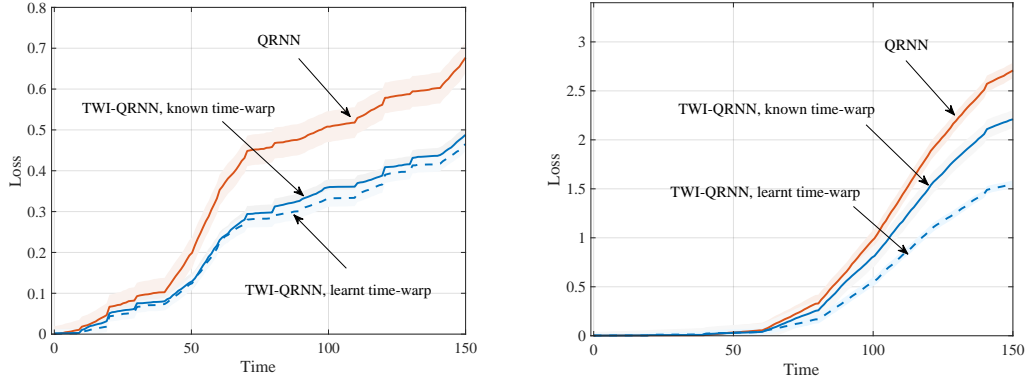 0.8
0.7
0.6
0.5
0.4
0.3
0.2
0.1
0
Loss
QRNN
TWI-QRNN, known time-warp
TWI-QRNN, learnt time-warp
0
50
100
150
Time
3
2.5
2
1.5
1
0.5
0
Loss
QRNN
TWI-QRNN, known time-warp
TWI-QRNN, learnt time-warp
0
50
100
150
Time